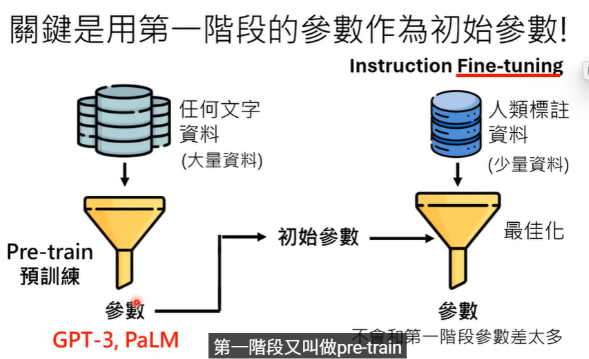 關鍵是用第一階段的參數作為初始參數!
Instruction Fine-tuning
任何文字
資料
(大量資料)
人類標註
資料
(少量資料)
Pre-train
預訓練
初始參數
最佳化
參數
GPT-3, PaLM
參數
不會和第一階段參數差太多
第一階段又叫做pre-train